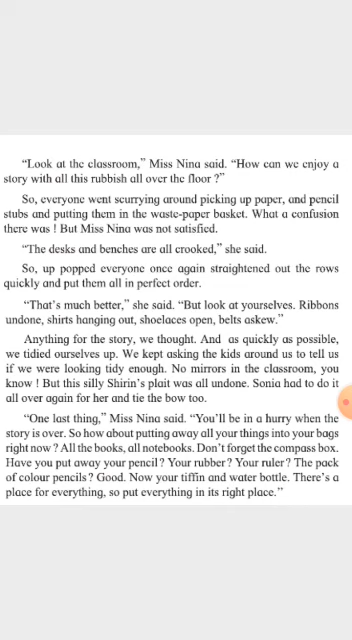 “Look at the classroom,” Miss Nina said. “How can we enjoy a
story with all this rubbish all over the floor ?”
So, everyone went scurrying around picking up paper, and pencil
stubs and putting them in the waste-paper basket. What a confusion
there was ! But Miss Nina was not satisfied.
“The desks and benches are all crooked,” she said.
So, up popped everyone once again straightened out the rows
quickly and put them all in perfect order.
“That’s much better,” she said. “But look at yourselves. Ribbons
undone, shirts hanging out, shoelaces open, belts askew.”
Anything for the story, we thought. And as quickly as possible,
we tidied ourselves up. We kept asking the kids around us to tell us
if we were looking tidy enough. No mirrors in the classroom, you
know ! But this silly Shirin’s plait was all undone. Sonia had to do it
all over again for her and tie the bow too.
“One last thing,” Miss Nina said. “You’ll be in a hurry when the
story is over. So how about putting away all your things into your bags
right now ? All the books, all notebooks. Don’t forget the compass box.
Have you put away your pencil ? Your rubber ? Your ruler ? The pack
of colour pencils ? Good. Now your tiffin and water bottle. There’s a
place for everything, so put everything in its right place.”